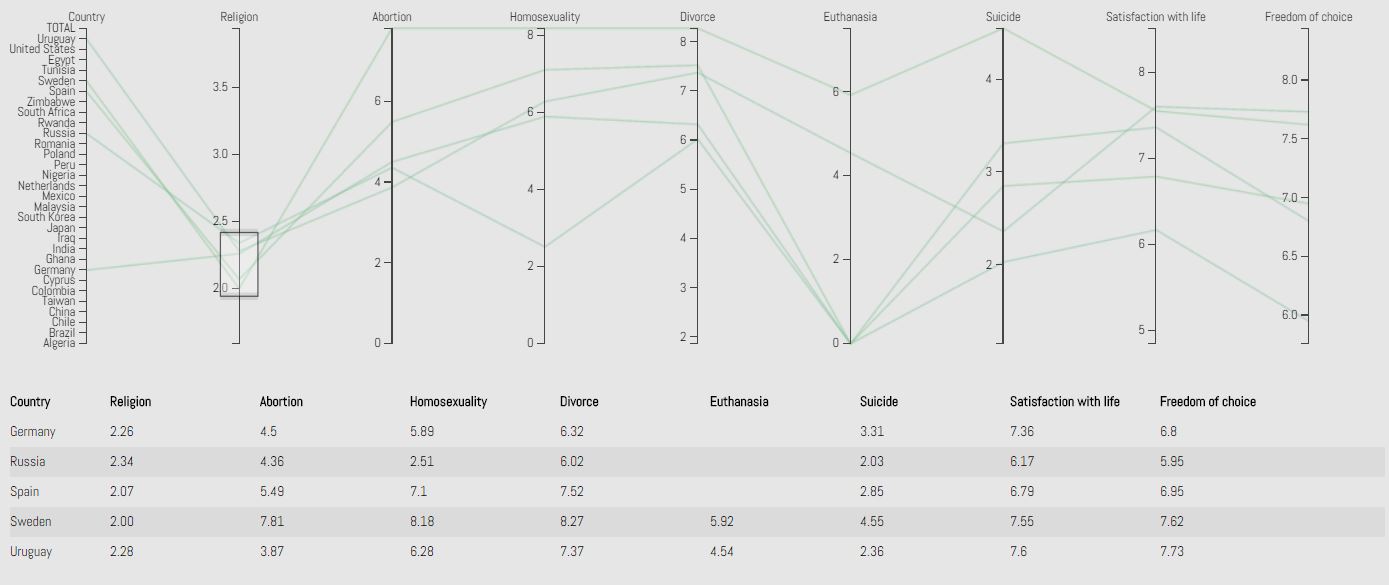 Country Religion Abortion Homosexuality Divorce Euthanasia Suicide Satisfaction with life Freedom of choice
TOTAL
Uruguay
United States
Egypt
Tunisia
Sweden
Spain
Zimbabwe
South Africa
Rwanda
Russia
Romania
Poland
Peru
Nigeria
Netherlands
Mexico
Malaysia
South Korea
Japan
Iraq
India
Ghana
Germany
Cyprus
Colombia
Taiwan
China
Chile
Brazil
Algeria
3.5
3.0
2.5
2.0
6
4
2
0
8
6
4
2
0
8
7
6
5
4
3
2
6
4
2
0
4
3
2
8
7
6
5
8.0
7.5
7.0
6.5
6.0
Country Religion Abortion Homosexuality Divorce Euthanasia Suicide Satisfaction with life Freedom of choice
Germany 2.26 4.5 5.89 6.32 3.31 7.36 6.8
Russia 2.34 4.36 2.51 6.02 2.03 6.17 5.95
Spain 2.07 5.49 7.1 7.52 2.85 6.79 6.95
Sweden 2.00 7.81 8.18 8.27 5.92 4.55 7.55 7.62
Uruguay 2.28 3.87 6.28 7.37 4.54 2.36 7.6 7.73